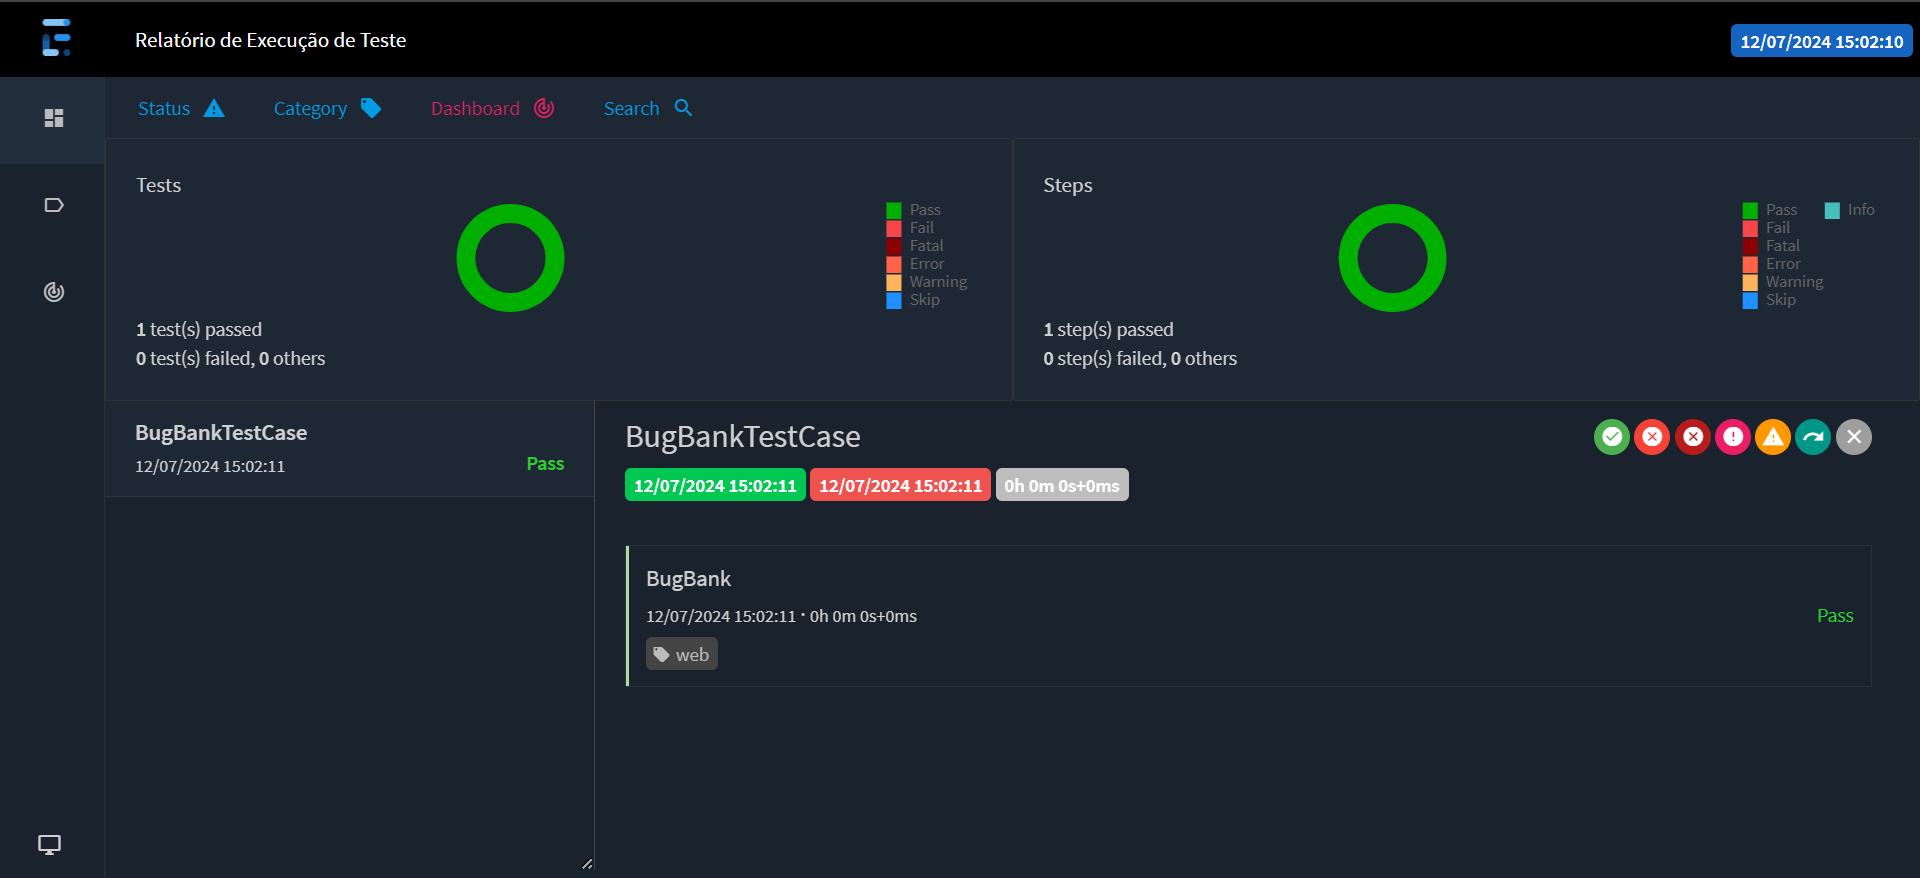 Relatório de Execução de Teste
12/07/2024 15:02:10
Status
Category
Dashboard
Search
Tests
Pass
Fail
Fatal
Error
Warning
Skip
1 test(s) passed
0 test(s) failed, 0 others
Steps
Pass
Info
Fail
Fatal
Error
Warning
Skip
1 step(s) passed
0 step(s) failed, 0 others
BugBankTestCase
12/07/2024 15:02:11
Pass
BugBankTestCase
12/07/2024 15:02:11
12/07/2024 15:02:11
0h 0m 0s+0ms
BugBank
12/07/2024 15:02:11 · 0h 0m 0s+0ms
Pass
web